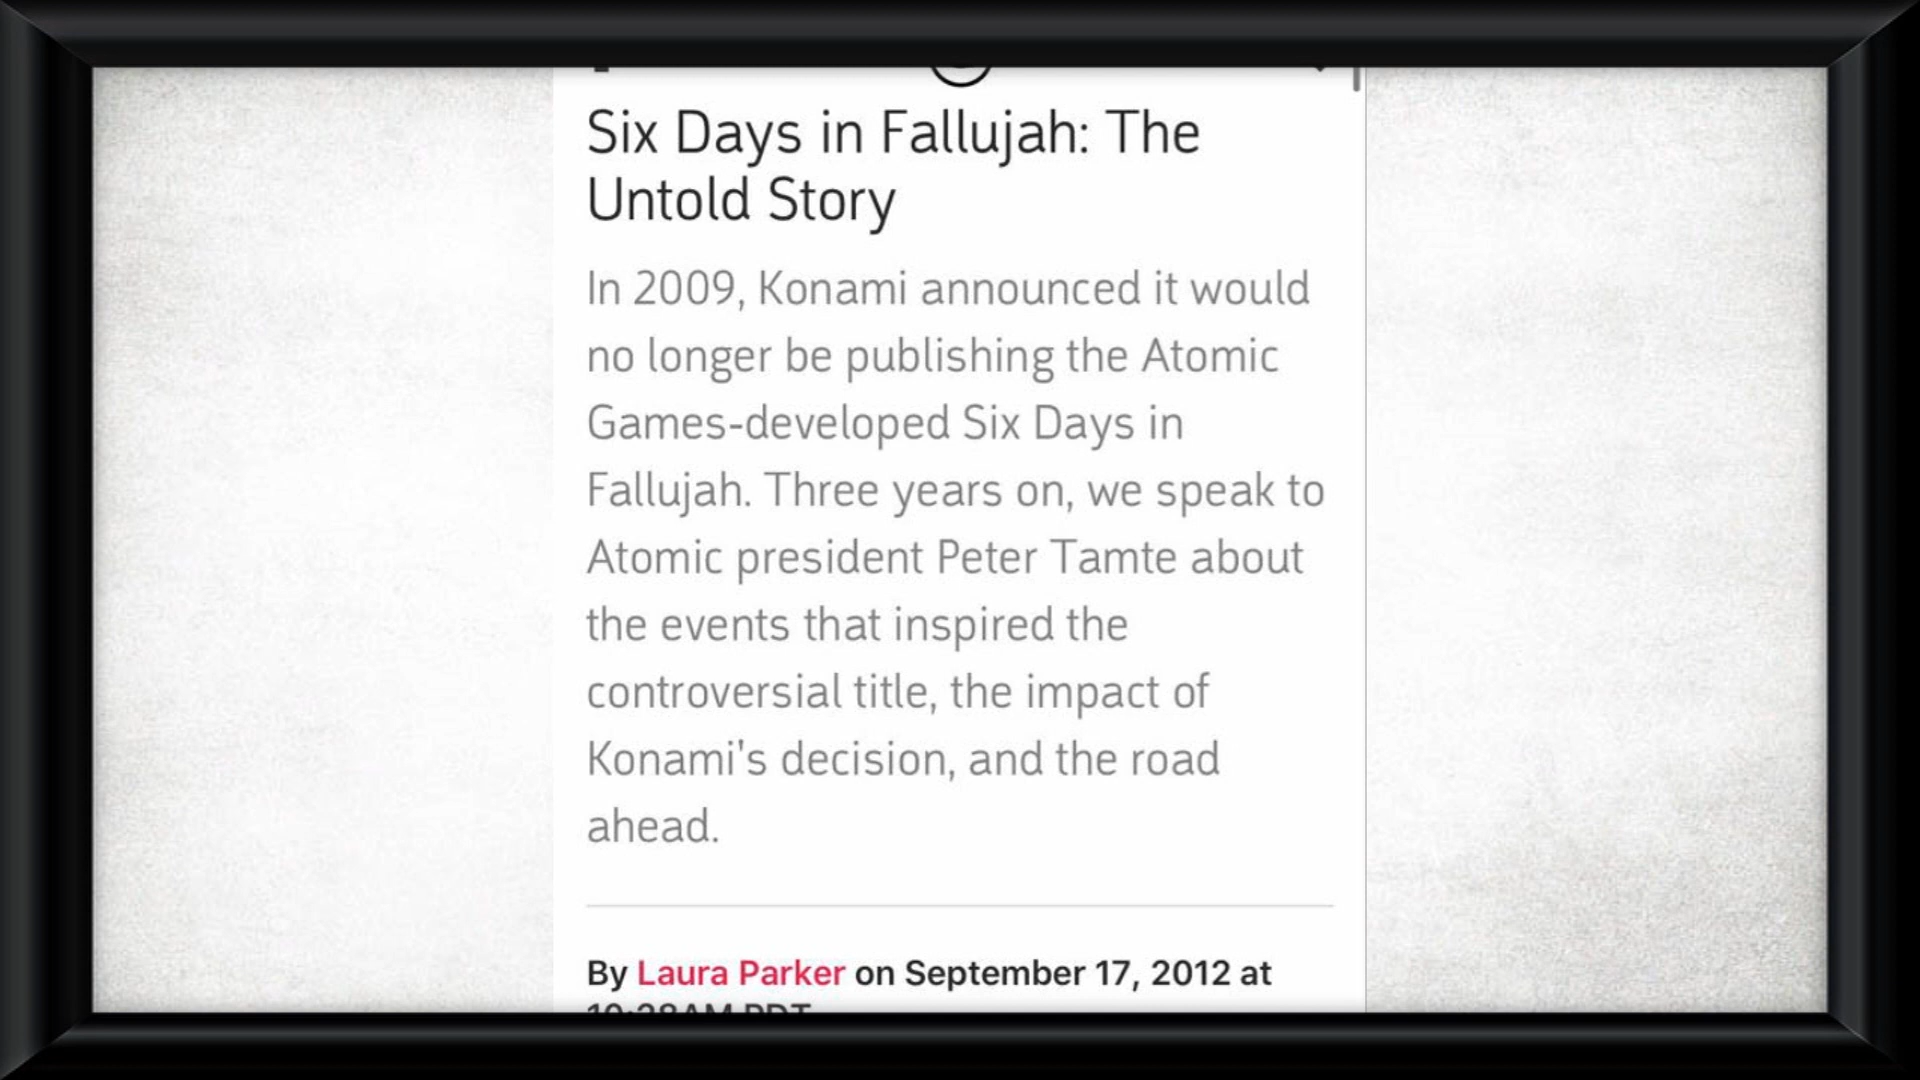 Six Days in Fallujah: The
Untold Story
In 2009, Konami announced it would
no longer be publishing the Atomic
Games-developed Six Days in
Fallujah. Three years on, we speak to
Atomic president Peter Tamte about
the events that inspired the
controversial title, the impact of
Konami's decision, and the road
ahead.
By Laura Parker on September 17, 2012 at